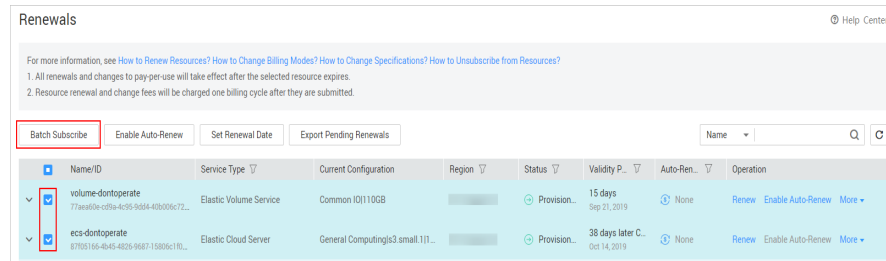 Renewals
Help Center
For more information, see How to Renew Resources? How to Change Billing Modes? How to Change Specifications? How to Unsubscribe from Resources?
1. All renewals and changes to pay-per-use will take effect after the selected resource expires.
2. Resource renewal and change fees will be charged one billing cycle after they are submitted.
Batch Subscribe Enable Auto-Renew Set Renewal Date Export Pending Renewals Name
Name/ID Service Type Current Configuration Region Status Validity P... Auto-Ren... Operation
volume-dontoperate Elastic Volume Service Common IO|110GB Provision... 15 days None Renew Enable Auto-Renew More
77aea60e-cd9a-4c95-9dd4-40b006c72... Sep 21, 2019
ecs-dontoperate Elastic Cloud Server General Computing|s3.small.1|1... Provision... 38 days later C... None Renew Enable Auto-Renew More
87f05166-4b45-4826-9687-15806c1f0... Oct 14, 2019